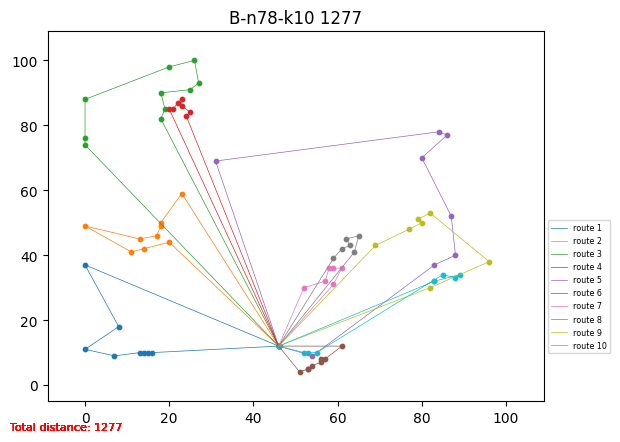 B-n78-k10 1277
100
80
60
40
20
0
0
20
40
60
80
100
route 1
route 2
route 3
route 4
route 5
route 6
route 7
route 8
route 9
route 10
Total distance: 1277